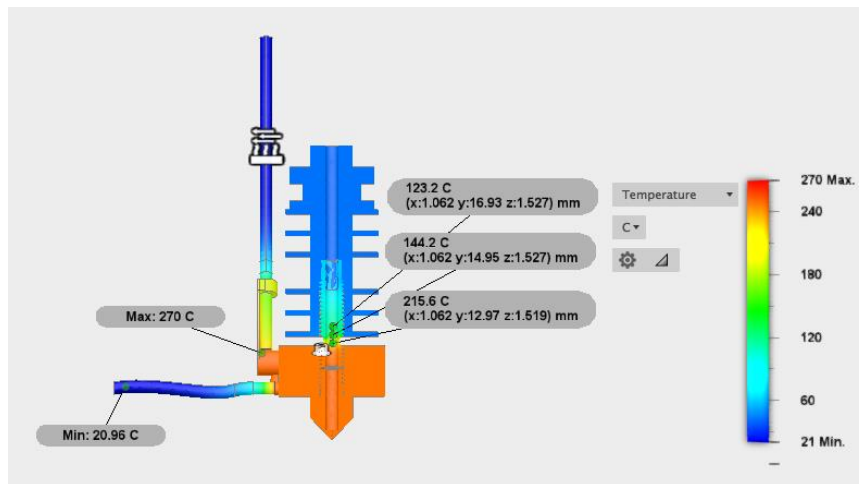 123.2 C
(x:1.062 y:16.93 z:1.527) mm
144.2 C
(x:1.062 y:14.95 z:1.527) mm
215.6 C
(x:1.062 y:12.97 z:1.519) mm
Max: 270 C
Min: 20.96 C
Temperature
C
270 Max.
240
180
120
60
21 Min.